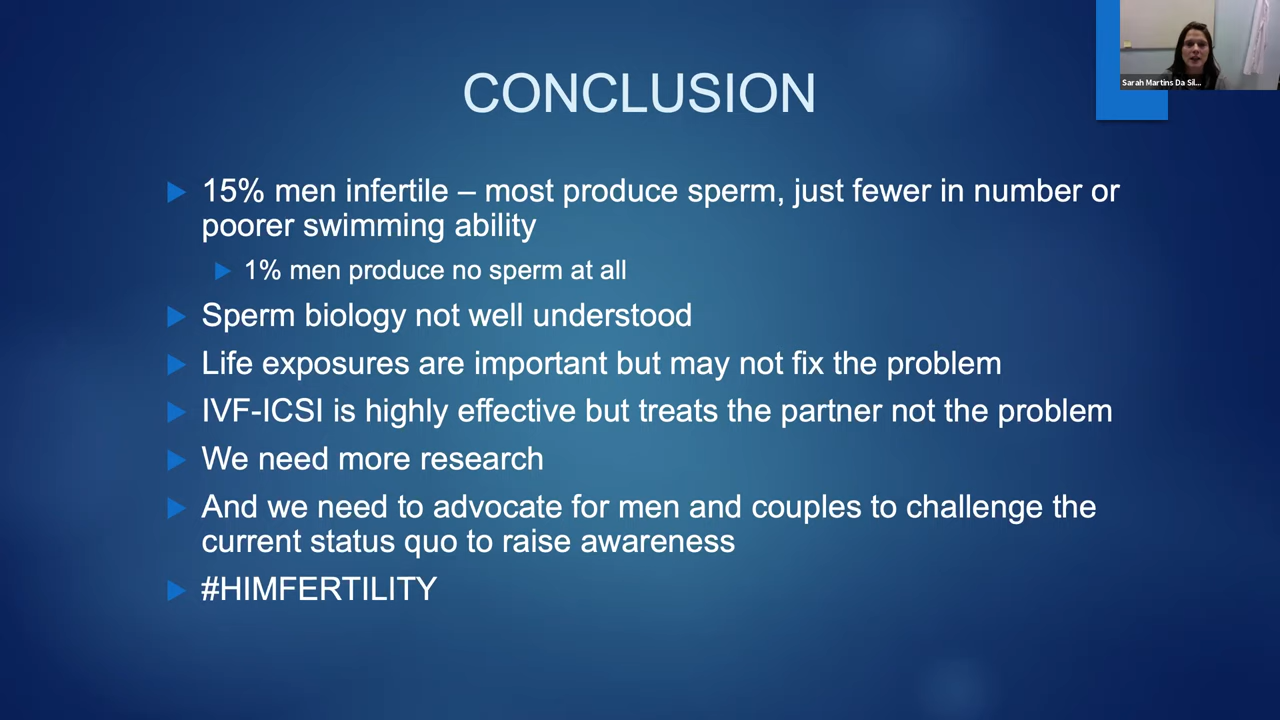 Sarah Martins Da Sil...
CONCLUSION
15% men infertile – most produce sperm, just fewer in number or
poorer swimming ability
1% men produce no sperm at all
Sperm biology not well understood
Life exposures are important but may not fix the problem
IVF-ICSI is highly effective but treats the partner not the problem
We need more research
And we need to advocate for men and couples to challenge the
current status quo to raise awareness
#HIMFERTILITY